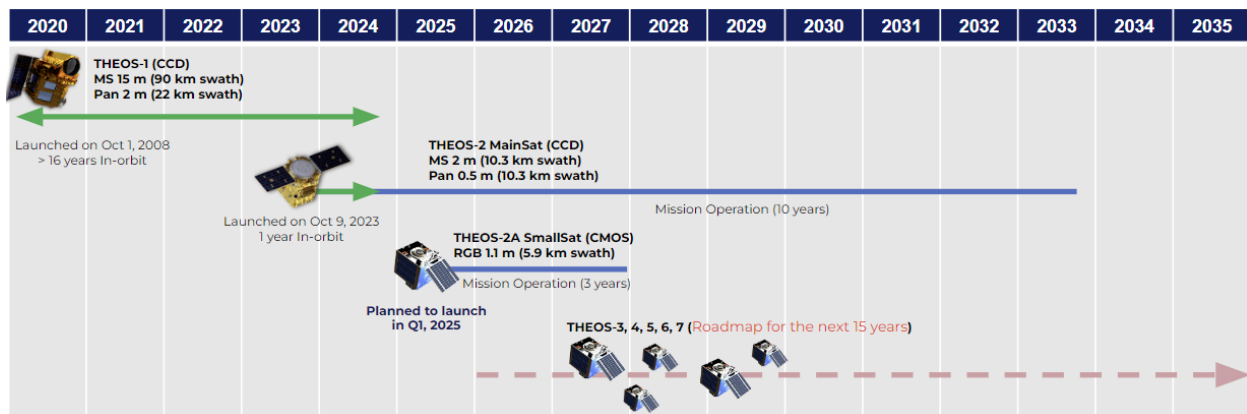 2020 2021 2022 2023 2024 2025 2026 2027 2028 2029 2030 2031 2032 2033 2034 2035
THEOS-1 (CCD)
MS 15 m (90 km swath)
Pan 2 m (22 km swath)
Launched on Oct 1, 2008
> 16 years In-orbit
THEOS-2 MainSat (CCD)
MS 2 m (10.3 km swath)
Pan 0.5 m (10.3 km swath)
Mission Operation (10 years)
Launched on Oct 9, 2023
1 year In-orbit
THEOS-2A SmallSat (CMOS)
RGB 1.1 m (5.9 km swath)
Mission Operation (3 years)
Planned to launch
in Q1, 2025
THEOS-3, 4, 5, 6, 7 (Roadmap for the next 15 years)